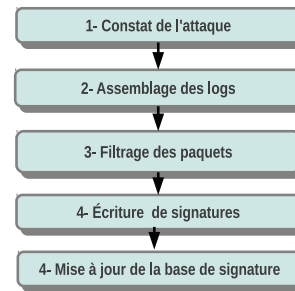 1- Constat de l'attaque
2- Assemblage des logs
3- Filtrage des paquets
4- Écriture de signatures
4- Mise à jour de la base de signature